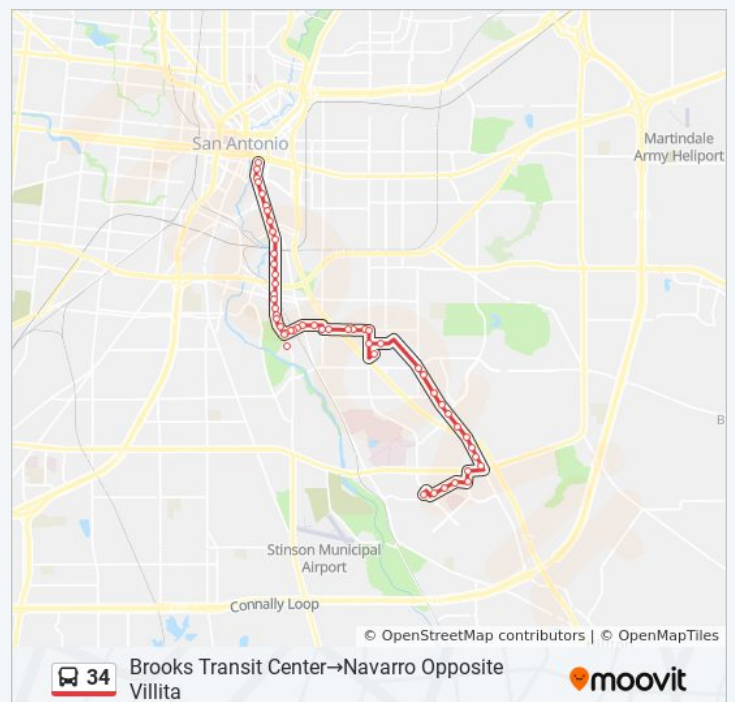 San Antonio
Martindale
Army Heliport
B
Stinson Municipal
Airport
Connally Loop
© OpenStreetMap contributors | © OpenMapTiles
34
Brooks Transit Center→Navarro Opposite
Villita
moovit